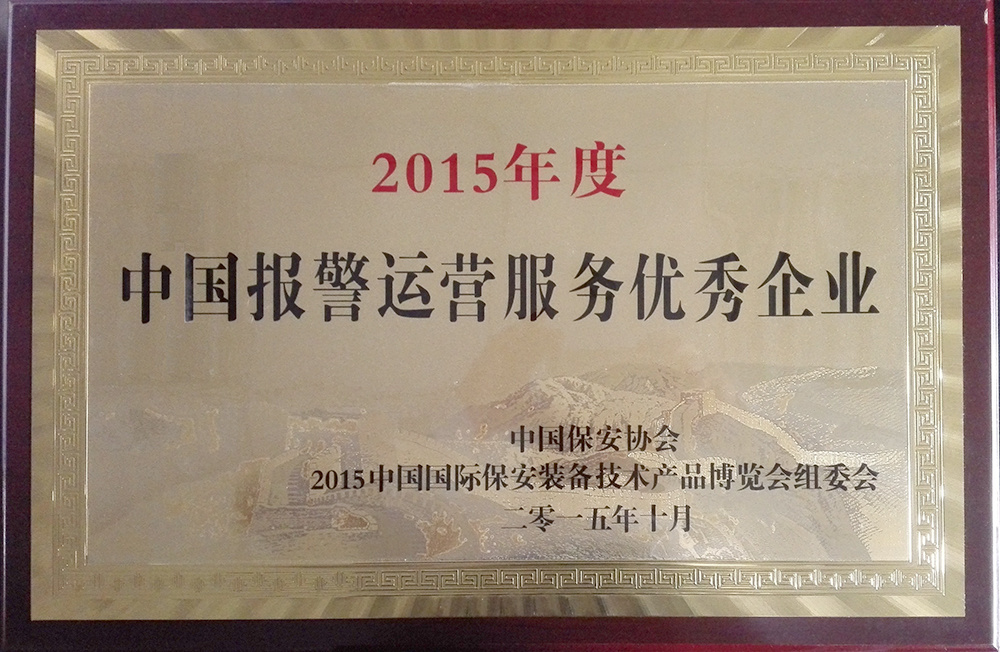 2015年度
中国报警运营服务优秀企业
中国保安协会
2015中国国际保安装备技术产品博览会组委会
二零一五年十月